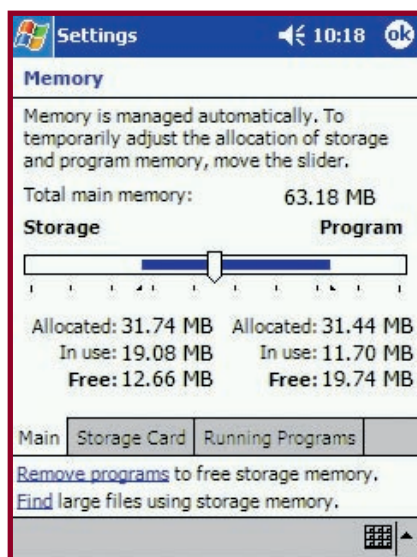 Settings 10:18 ok
Memory
Memory is managed automatically. To
temporarily adjust the allocation of storage
and program memory, move the slider.
Total main memory: 63.18 MB
Storage Program
Allocated: 31.74 MB Allocated: 31.44 MB
In use: 19.08 MB In use: 11.70 MB
Free: 12.66 MB Free: 19.74 MB
Main Storage Card Running Programs
Remove programs to free storage memory.
Find large files using storage memory.